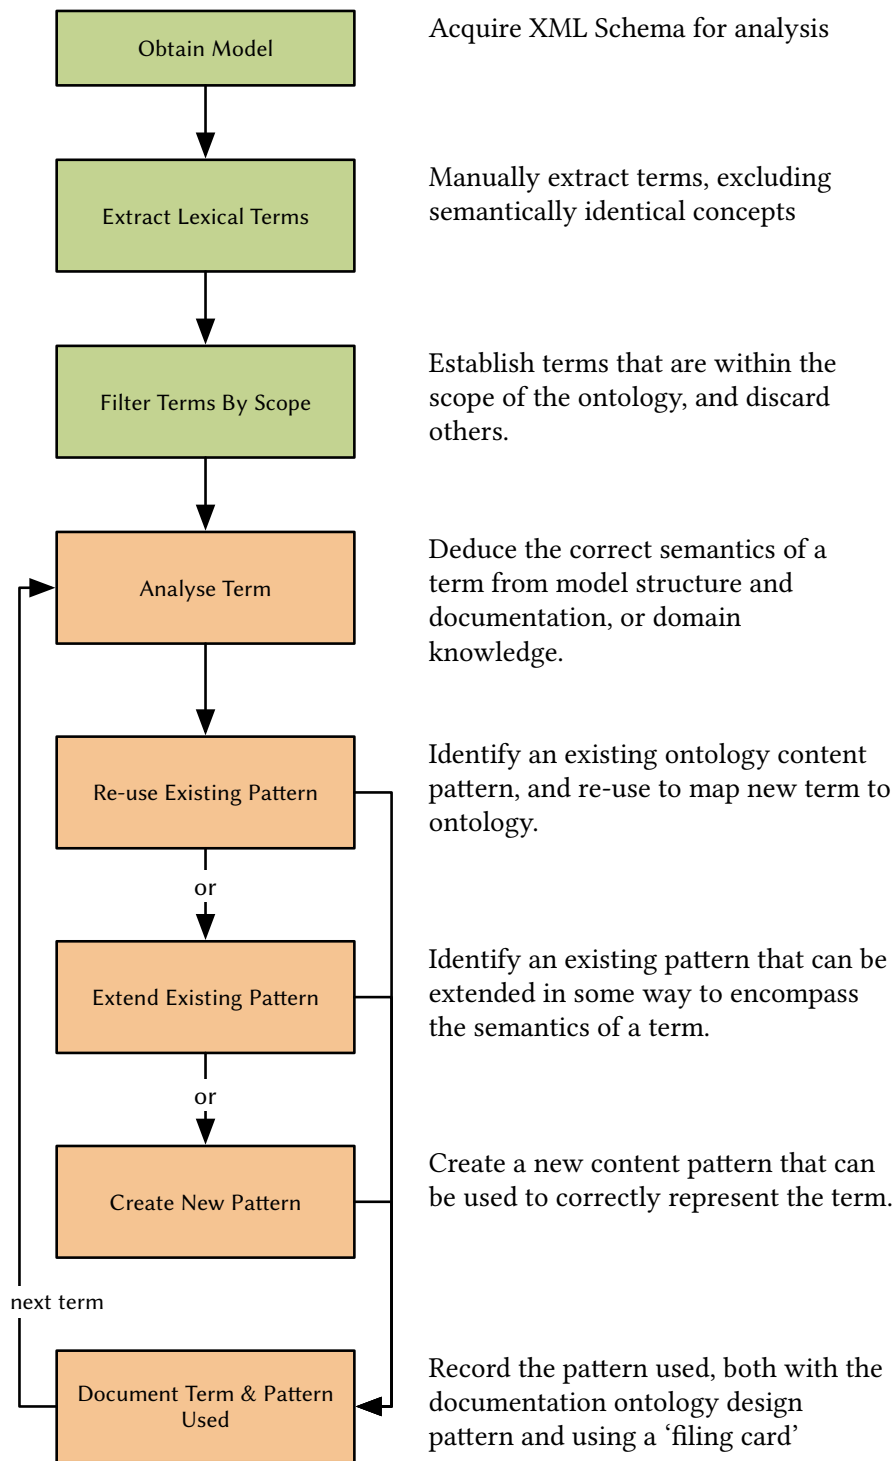 Obtain Model
Acquire XML Schema for analysis
Extract Lexical Terms
Manually extract terms, excluding
semantically identical concepts
Filter Terms By Scope
Establish terms that are within the
scope of the ontology, and discard
others.
Analyse Term
Deduce the correct semantics of a
term from model structure and
documentation, or domain
knowledge.
Re-use Existing Pattern
Identify an existing ontology content
pattern, and re-use to map new term to
ontology.
or
Extend Existing Pattern
Identify an existing pattern that can be
extended in some way to encompass
the semantics of a term.
or
Create New Pattern
Create a new content pattern that can
be used to correctly represent the term.
next term
Document Term & Pattern
Used
Record the pattern used, both with the
documentation ontology design
pattern and using a ‘filing card’